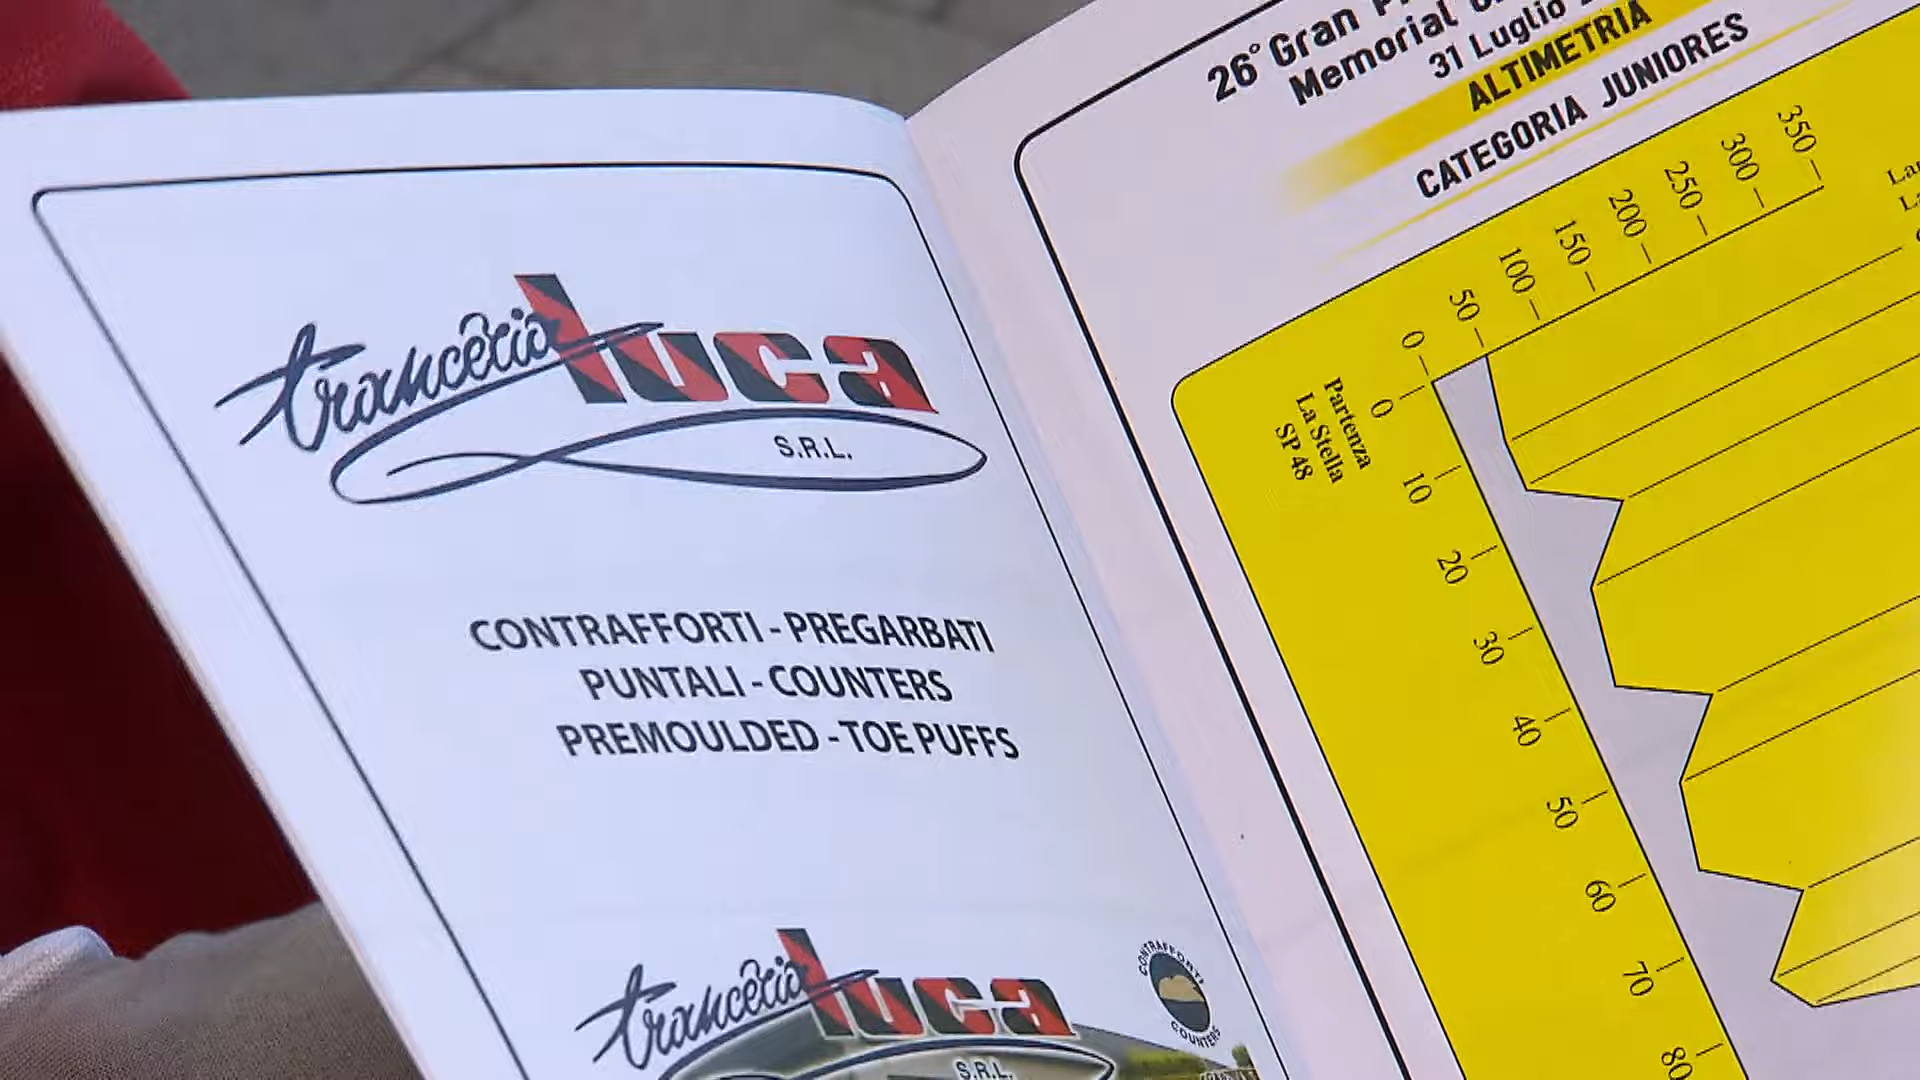 tranceria luca
S.R.L.
CONTRAFFORTI - PREGARBATI
PUNTALI - COUNTERS
PREMOULDED - TOE PUFFS
tranceria luca
S.R.L.
CONTRAFFORTI
COUNTERS
26° Gran
Memorial
31 Luglio
ALTIMETRIA
CATEGORIA JUNIORES
350
300
250
200
150
100
50
0
Partenza
La Stella
SP 48
0
10
20
30
40
50
60
70
80